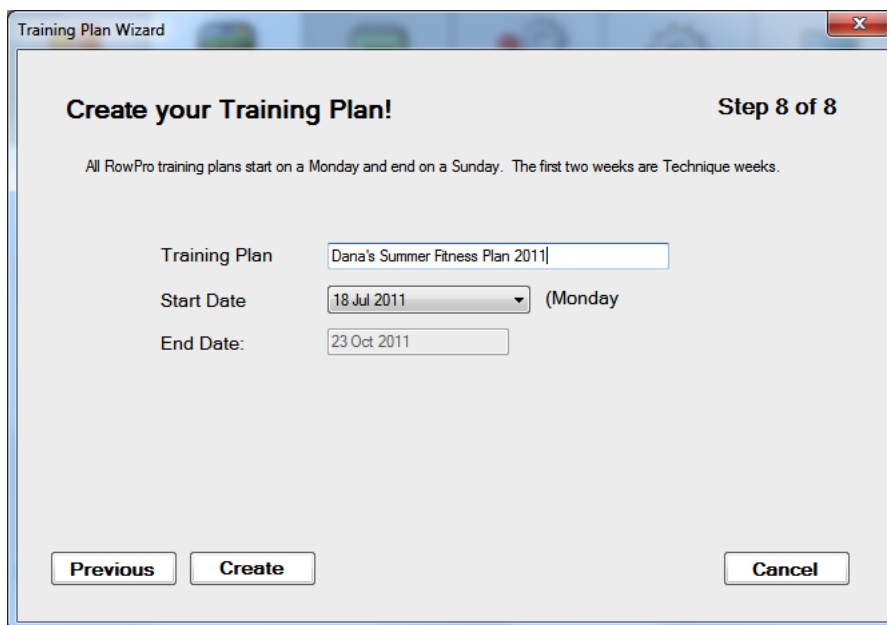 Training Plan Wizard
Create your Training Plan!
Step 8 of 8
All RowPro training plans start on a Monday and end on a Sunday. The first two weeks are Technique weeks.
Training Plan
Dana's Summer Fitness Plan 2011
Start Date
18 Jul 2011
(Monday
End Date:
23 Oct 2011
Previous
Create
Cancel